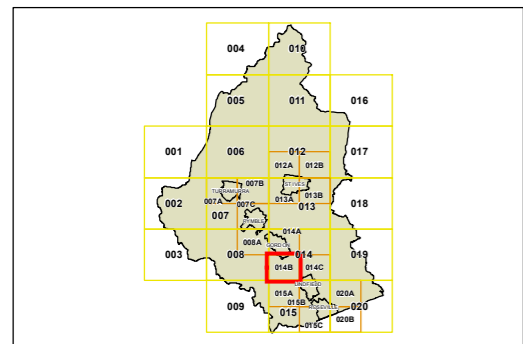 004 010
005 011 016
001 006 012 017
012A 012B
007B ST IVES
TURRAMURRA
002 007A 007C 013A 013B 018
007 013
PYMBLE
014A
008A GORDON
003 008 014 019
014B 014C
LINDFIELD
015A 020A
009 015B 020
015 ROSEVILLE
020B
015C